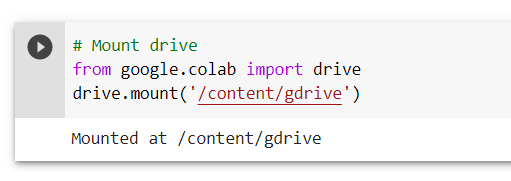 # Mount drive
from google.colab import drive
drive.mount('/content/gdrive')
Mounted at /content/gdrive